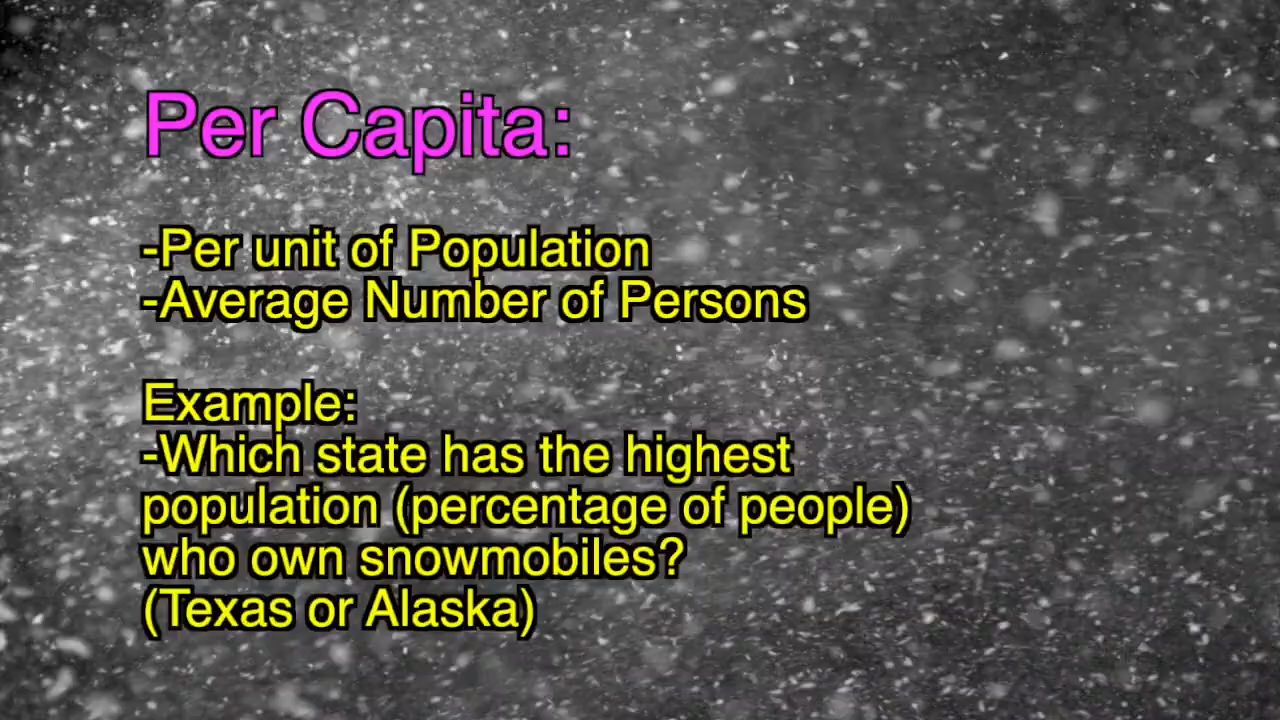 Per Capita:
-Per unit of Population
-Average Number of Persons
Example:
-Which state has the highest
population (percentage of people)
who own snowmobiles?
(Texas or Alaska)